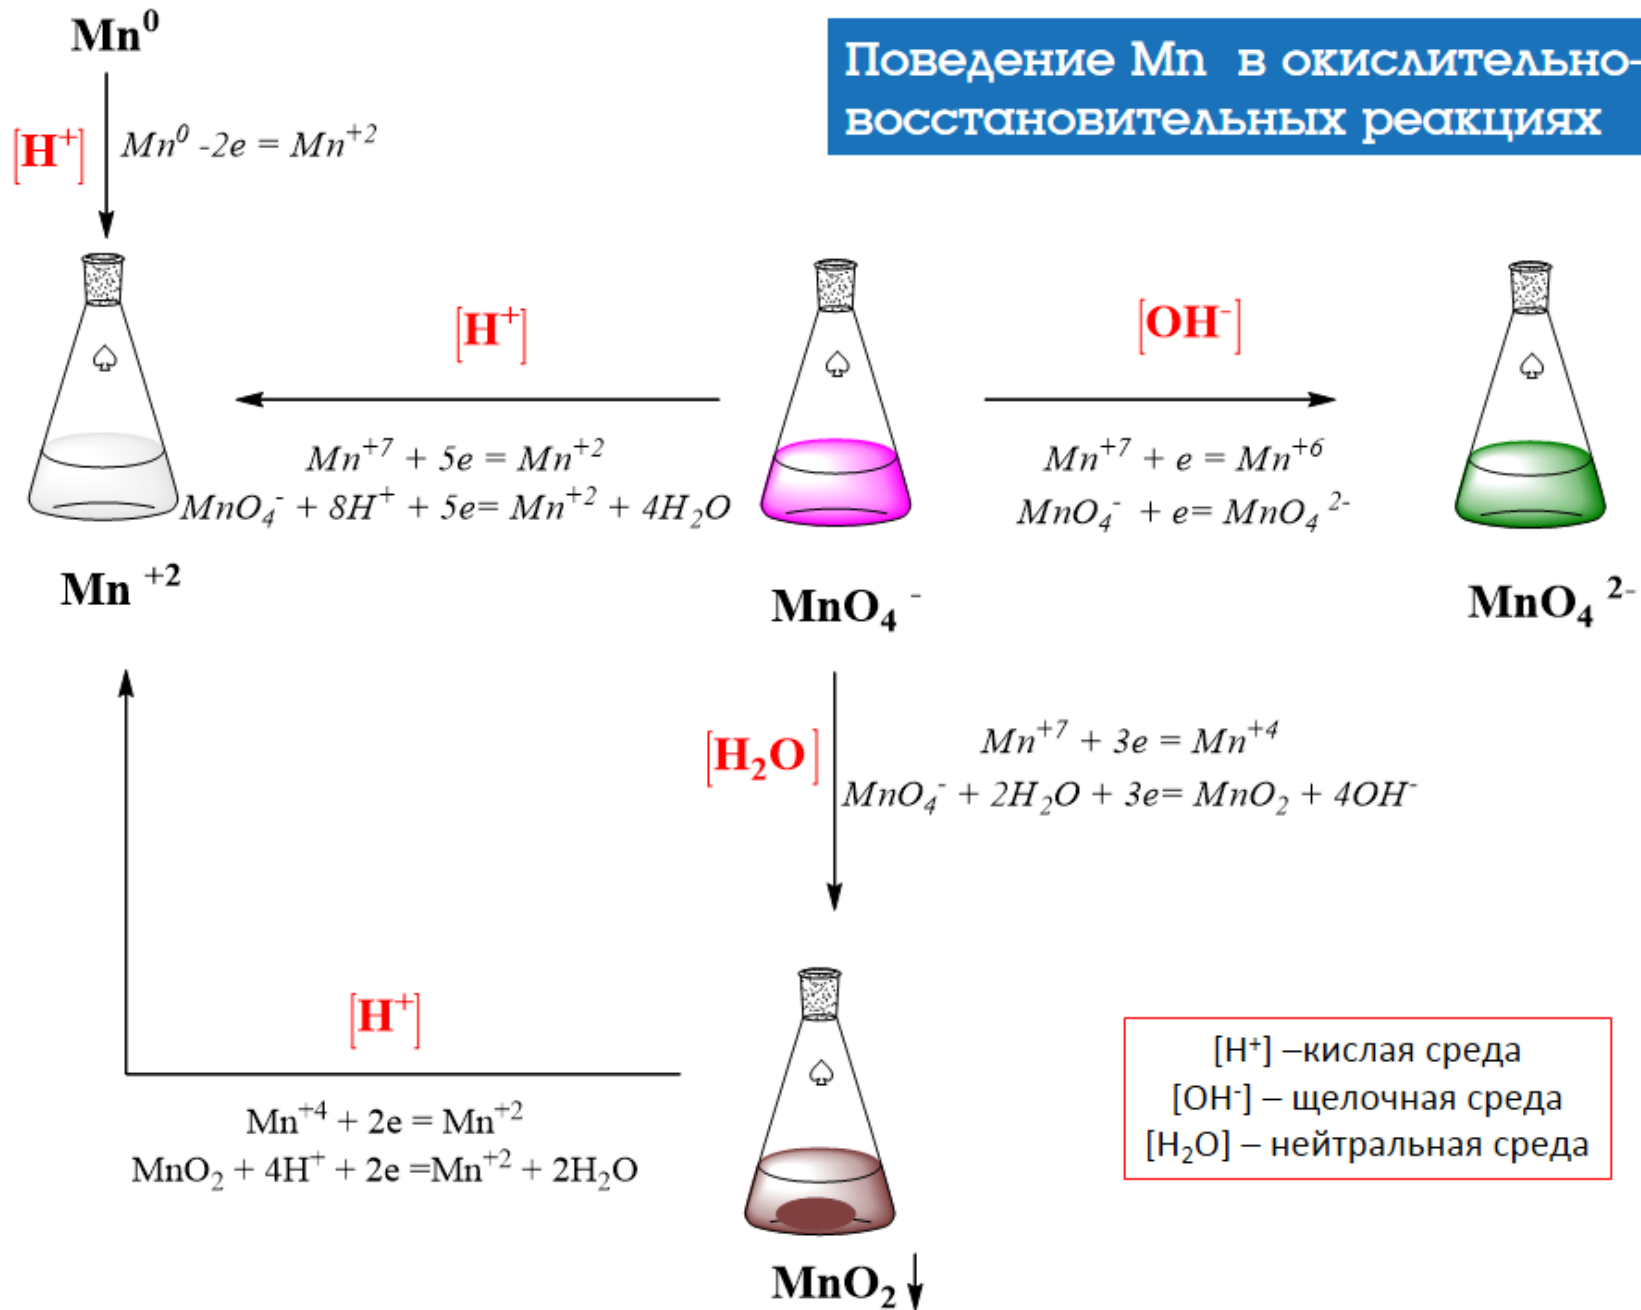 Mn⁰
Поведение Mn в окислительно-
восстановительных реакциях
[H⁺]
Mn⁰ -2e = Mn⁺²
[H⁺]
[OH⁻]
Mn⁺⁷ + 5e = Mn⁺²
MnO₄⁻ + 8H⁺ + 5e= Mn⁺² + 4H₂O
Mn⁺⁷ + e = Mn⁺⁶
MnO₄⁻ + e= MnO₄ ²⁻
Mn ⁺²
MnO₄ ⁻
MnO₄ ²⁻
[H₂O]
Mn⁺⁷ + 3e = Mn⁺⁴
MnO₄⁻ + 2H₂O + 3e= MnO₂ + 4OH⁻
[H⁺]
Mn⁺⁴ + 2e = Mn⁺²
MnO₂ + 4H⁺ + 2e =Mn⁺² + 2H₂O
[H⁺] –кислая среда
[OH⁻] – щелочная среда
[H₂O] – нейтральная среда
MnO₂↓